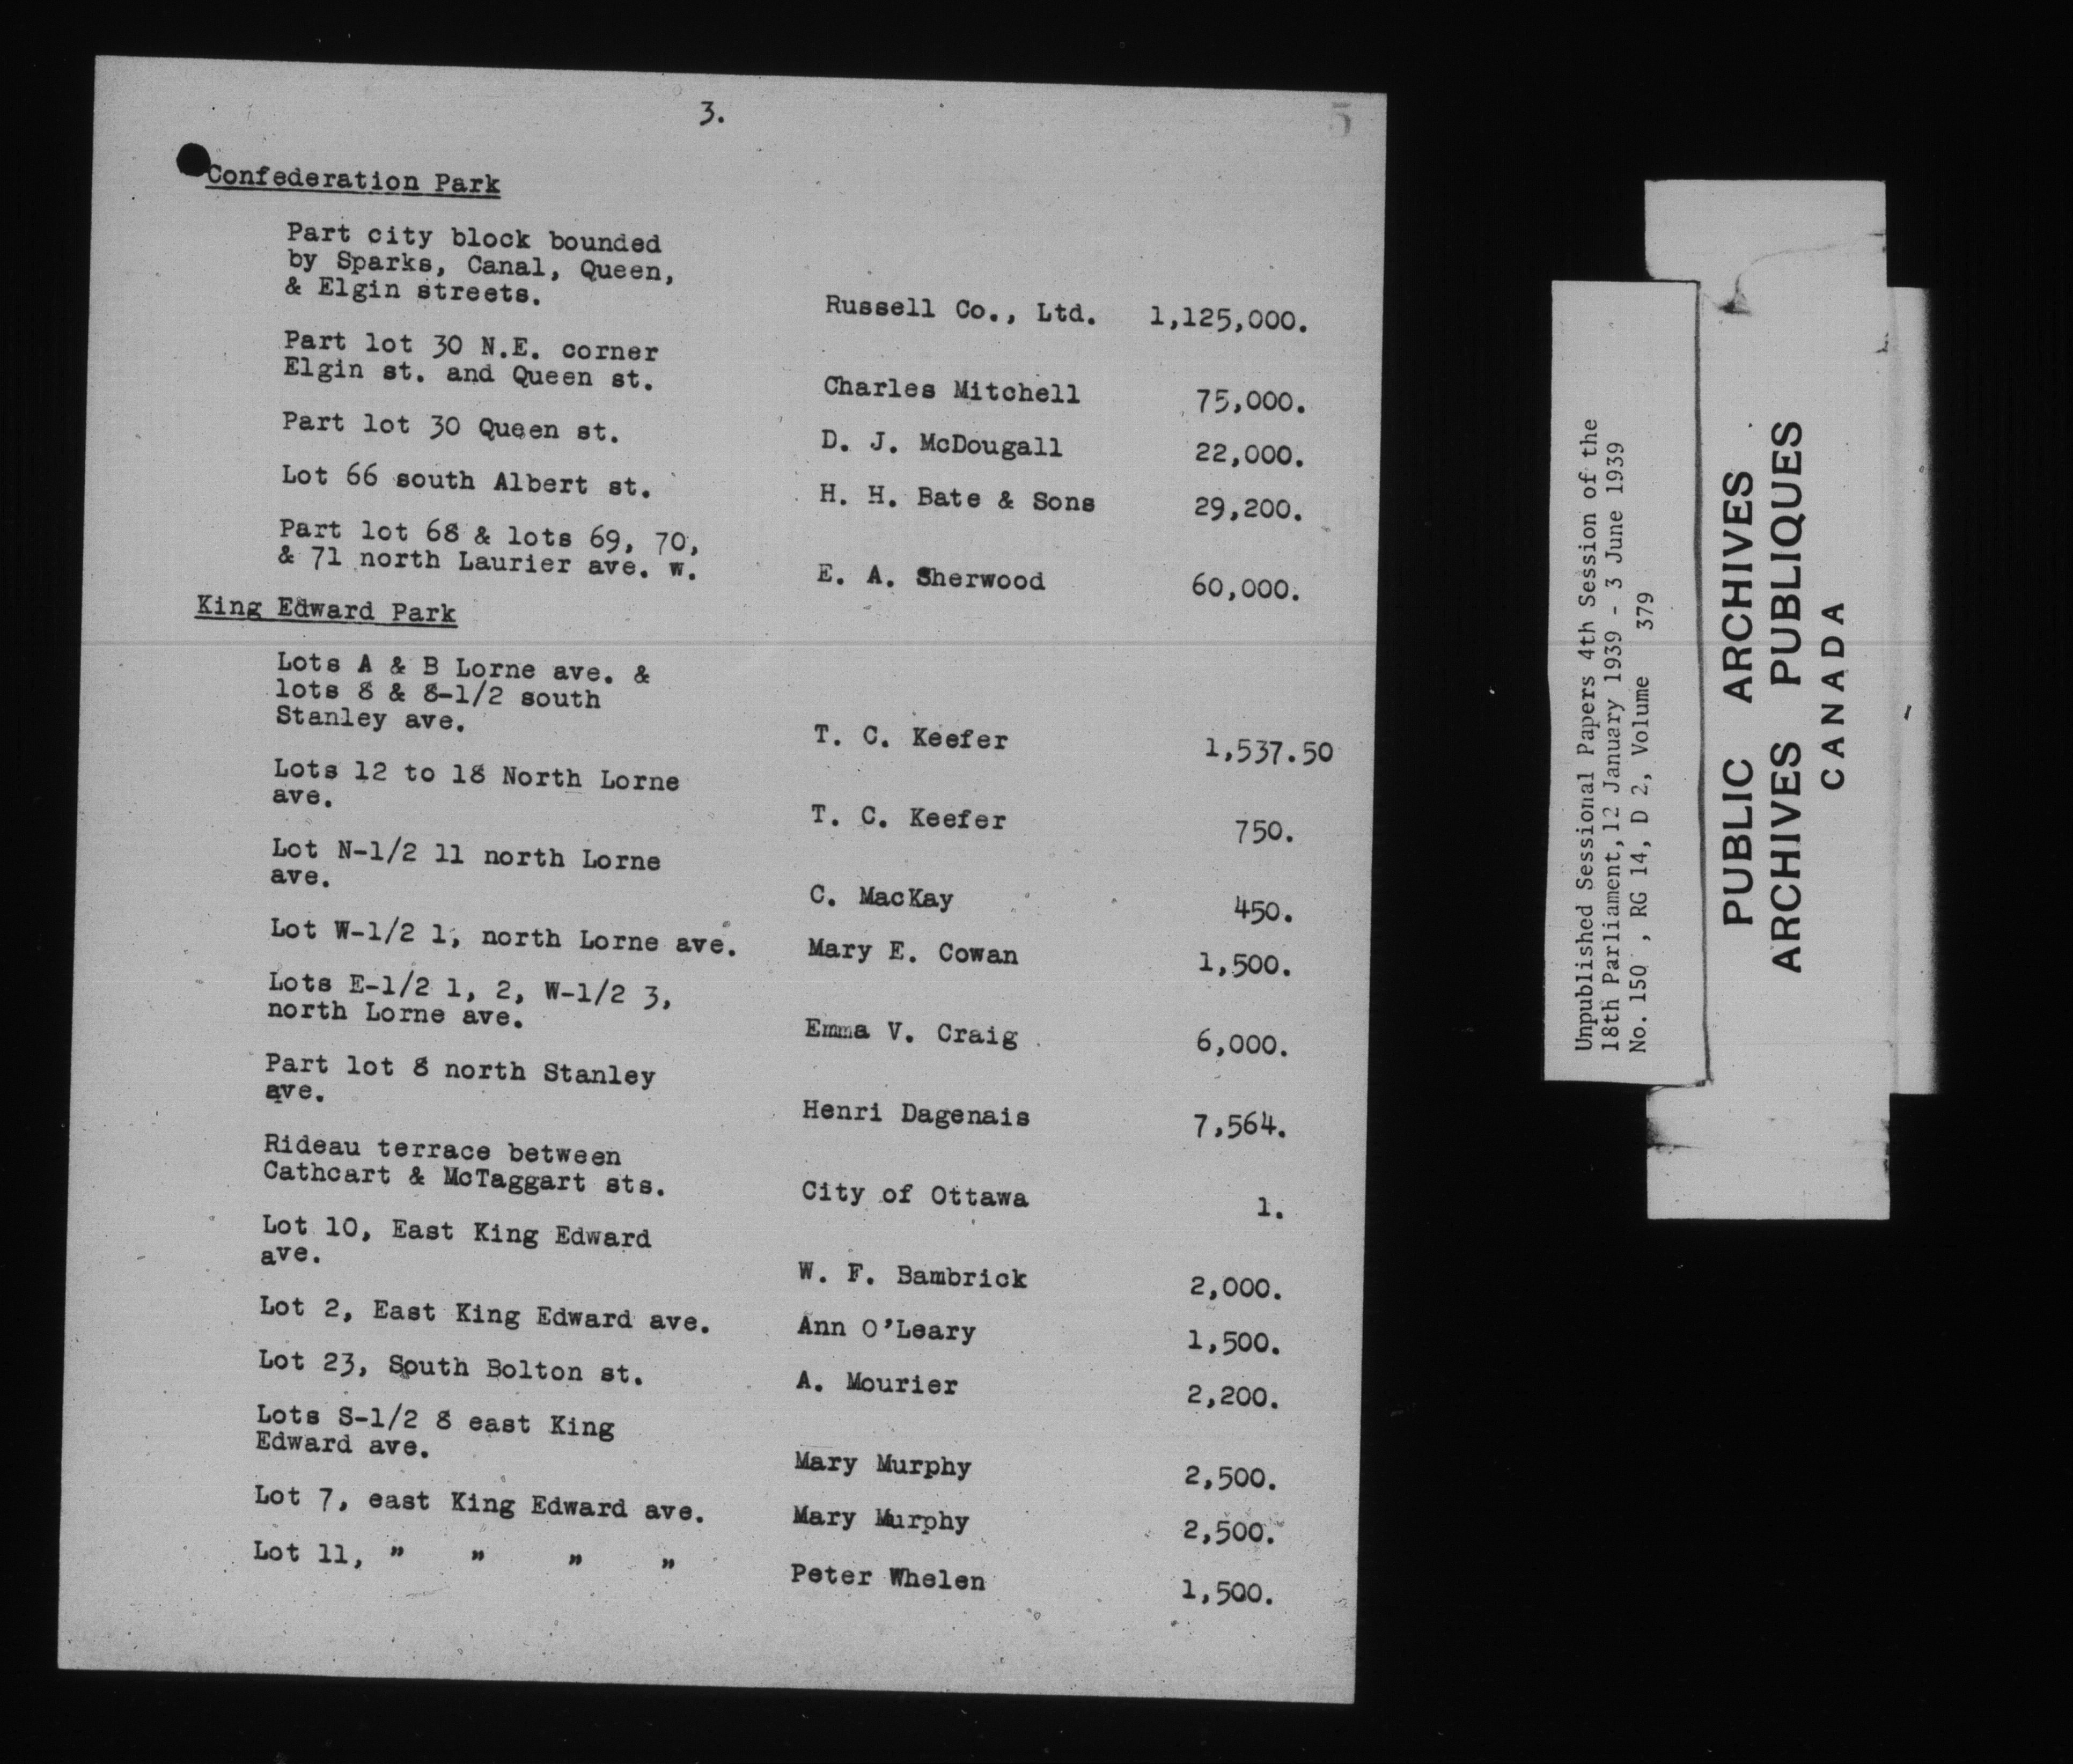 3.
5
Confederation Park
Part city block bounded
by Sparks, Canal, Queen,
& Elgin streets. Russell Co., Ltd. 1,125,000.
Part lot 30 N.E. corner
Elgin st. and Queen st. Charles Mitchell 75,000.
Part lot 30 Queen st. D. J. McDougall 22,000.
Lot 66 south Albert st. H. H. Bate & Sons 29,200.
Part lot 68 & lots 69, 70,
& 71 north Laurier ave. w. E. A. Sherwood 60,000.
King Edward Park
Lots A & B Lorne ave. &
lots 8 & 8-1/2 south
Stanley ave. T. C. Keefer 1,537.50
Lots 12 to 18 North Lorne
ave. T. C. Keefer 750.
Lot N-1/2 11 north Lorne
ave. C. MacKay 450.
Lot W-1/2 1, north Lorne ave. Mary E. Cowan 1,500.
Lots E-1/2 1, 2, W-1/2 3,
north Lorne ave. Emma V. Craig 6,000.
Part lot 8 north Stanley
ave. Henri Dagenais 7,564.
Rideau terrace between
Cathcart & McTaggart sts. City of Ottawa 1.
Lot 10, East King Edward
ave. W. F. Bambrick 2,000.
Lot 2, East King Edward ave. Ann O'Leary 1,500.
Lot 23, South Bolton st. A. Mourier 2,200.
Lots S-1/2 8 east King
Edward ave. Mary Murphy 2,500.
Lot 7, east King Edward ave. Mary Murphy 2,500.
Lot 11, " " " " Peter Whelen 1,500.
Unpublished Sessional Papers 4th Session of the
18th Parliament, 12 January 1939 - 3 June 1939
No. 150 , RG 14, D 2, Volume 379
PUBLIC ARCHIVES
ARCHIVES PUBLIQUES
CANADA